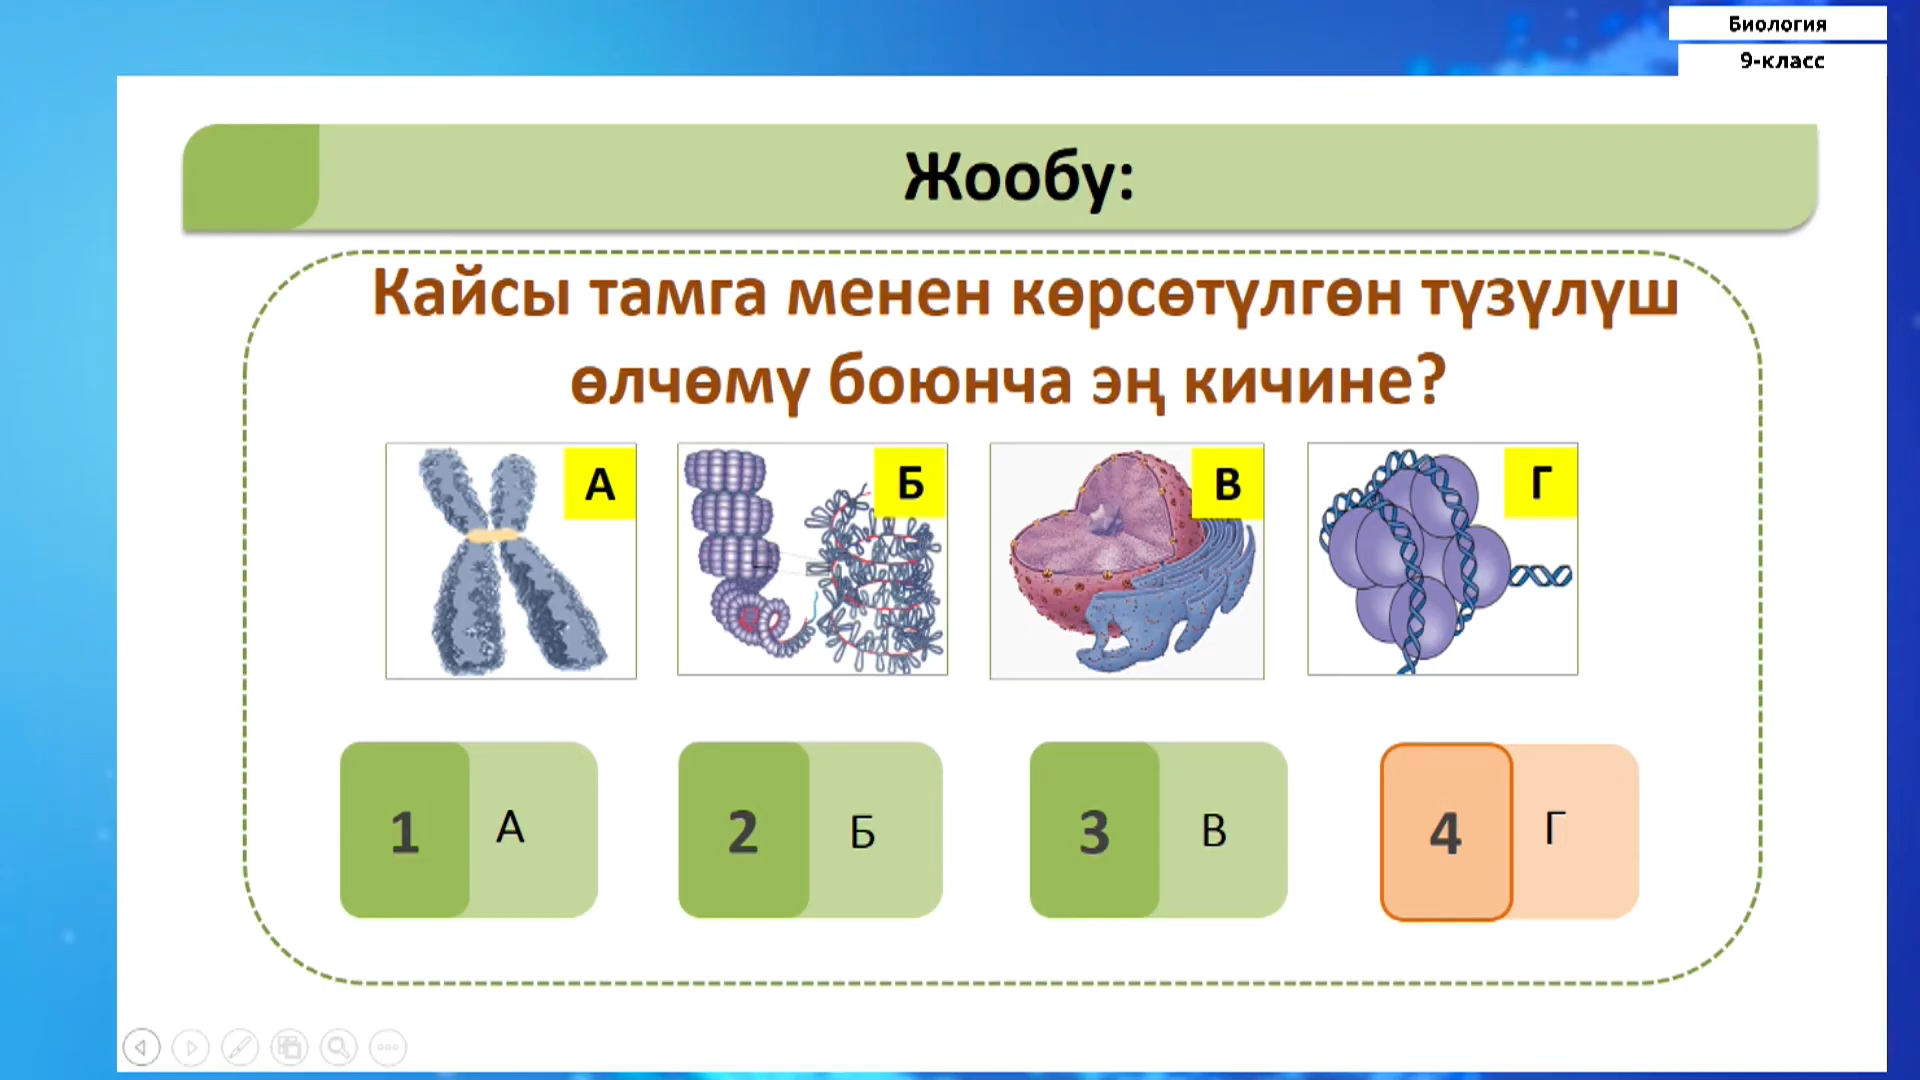 Биология
9-класс
Жообу:
Кайсы тамга менен көрсөтүлгөн түзүлүш
өлчөмү боюнча эң кичине?
А
Б
В
Г
1 А
2 Б
3 В
4 Г